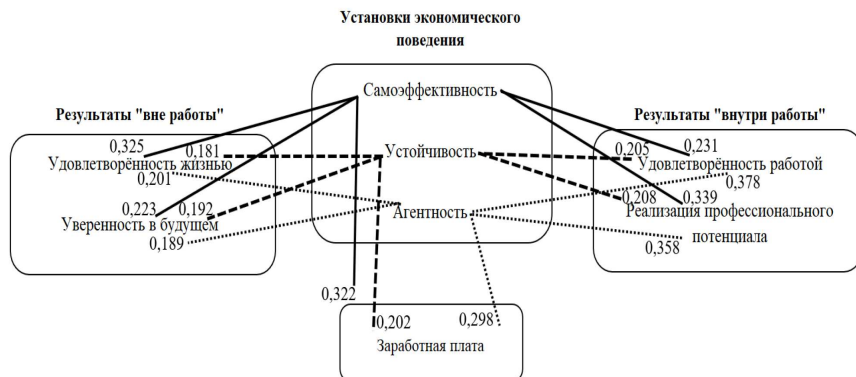 Установки экономического
поведения
Самоэффективность
Результаты "вне работы"
Результаты "внутри работы"
0,325
0,181
Удовлетворённость жизнью
0,201
Устойчивость
0,205
0,231
Удовлетворённость работой
0,378
0,223
0,192
Уверенность в будущем
0,189
Агентность
0,208
0,339
Реализация профессионального
потенциала
0,358
0,322
0,202
0,298
Заработная плата